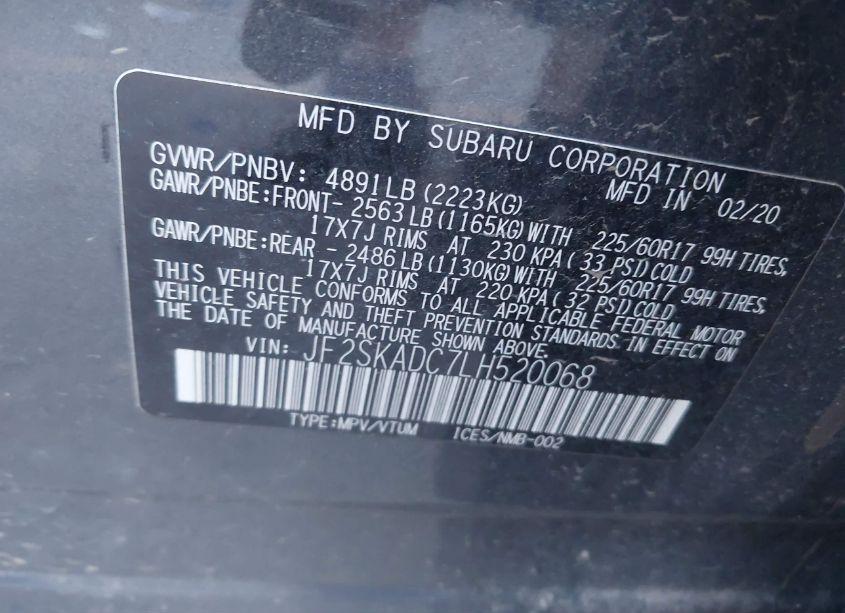 MFD BY SUBARU CORPORATION
GVWR/PNBV: 4891LB(2223KG) MFD IN 02/20
GAWR/PNBE:FRONT- 2563LB(1165KG)WITH 225/60R17 99H TIRES,
17X7J RIMS AT 230 KPA( 33 PSI) COLD
GAWR/PNBE:REAR - 2486LB(1130KG)WITH 225/60R17 99H TIRES,
17X7J RIMS AT 220 KPA( 32 PSI)COLD
THIS VEHICLE CONFORMS TO ALL APPLICABLE FEDERAL MOTOR
VEHICLE SAFETY AND THEFT PREVENTION STANDARDS IN EFFECT ON
THE DATE OF MANUFACTURE SHOWN ABOVE.
VIN: JF2SKADC7LH520068
TYPE:MPV/VTUM ICES/NMB-002